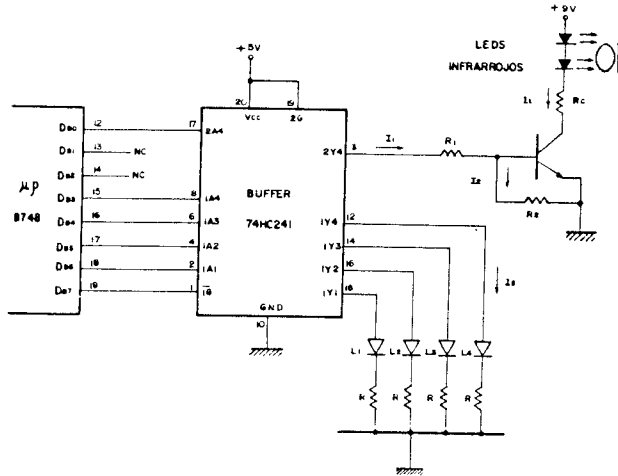 + 9V
LEDS
INFRARROJOS
I L
Rc
+ 5V
20
19
Vcc
2G
DB0 12 17 2A4
2Y4 3 I1 R1
DB1 13 NC
DB2 14 NC
I2
R2
μp
8748
DB3 15 8 1A4
BUFFER
74HC241
DB4 16 6 1A3
1Y4 12
DB5 17 4 1A2
1Y3 14
DB6 18 2 1A1
1Y2 16
DB7 19 1 1G
1Y1 18
I3
GND
10
L1 L2 L3 L4
R R R R